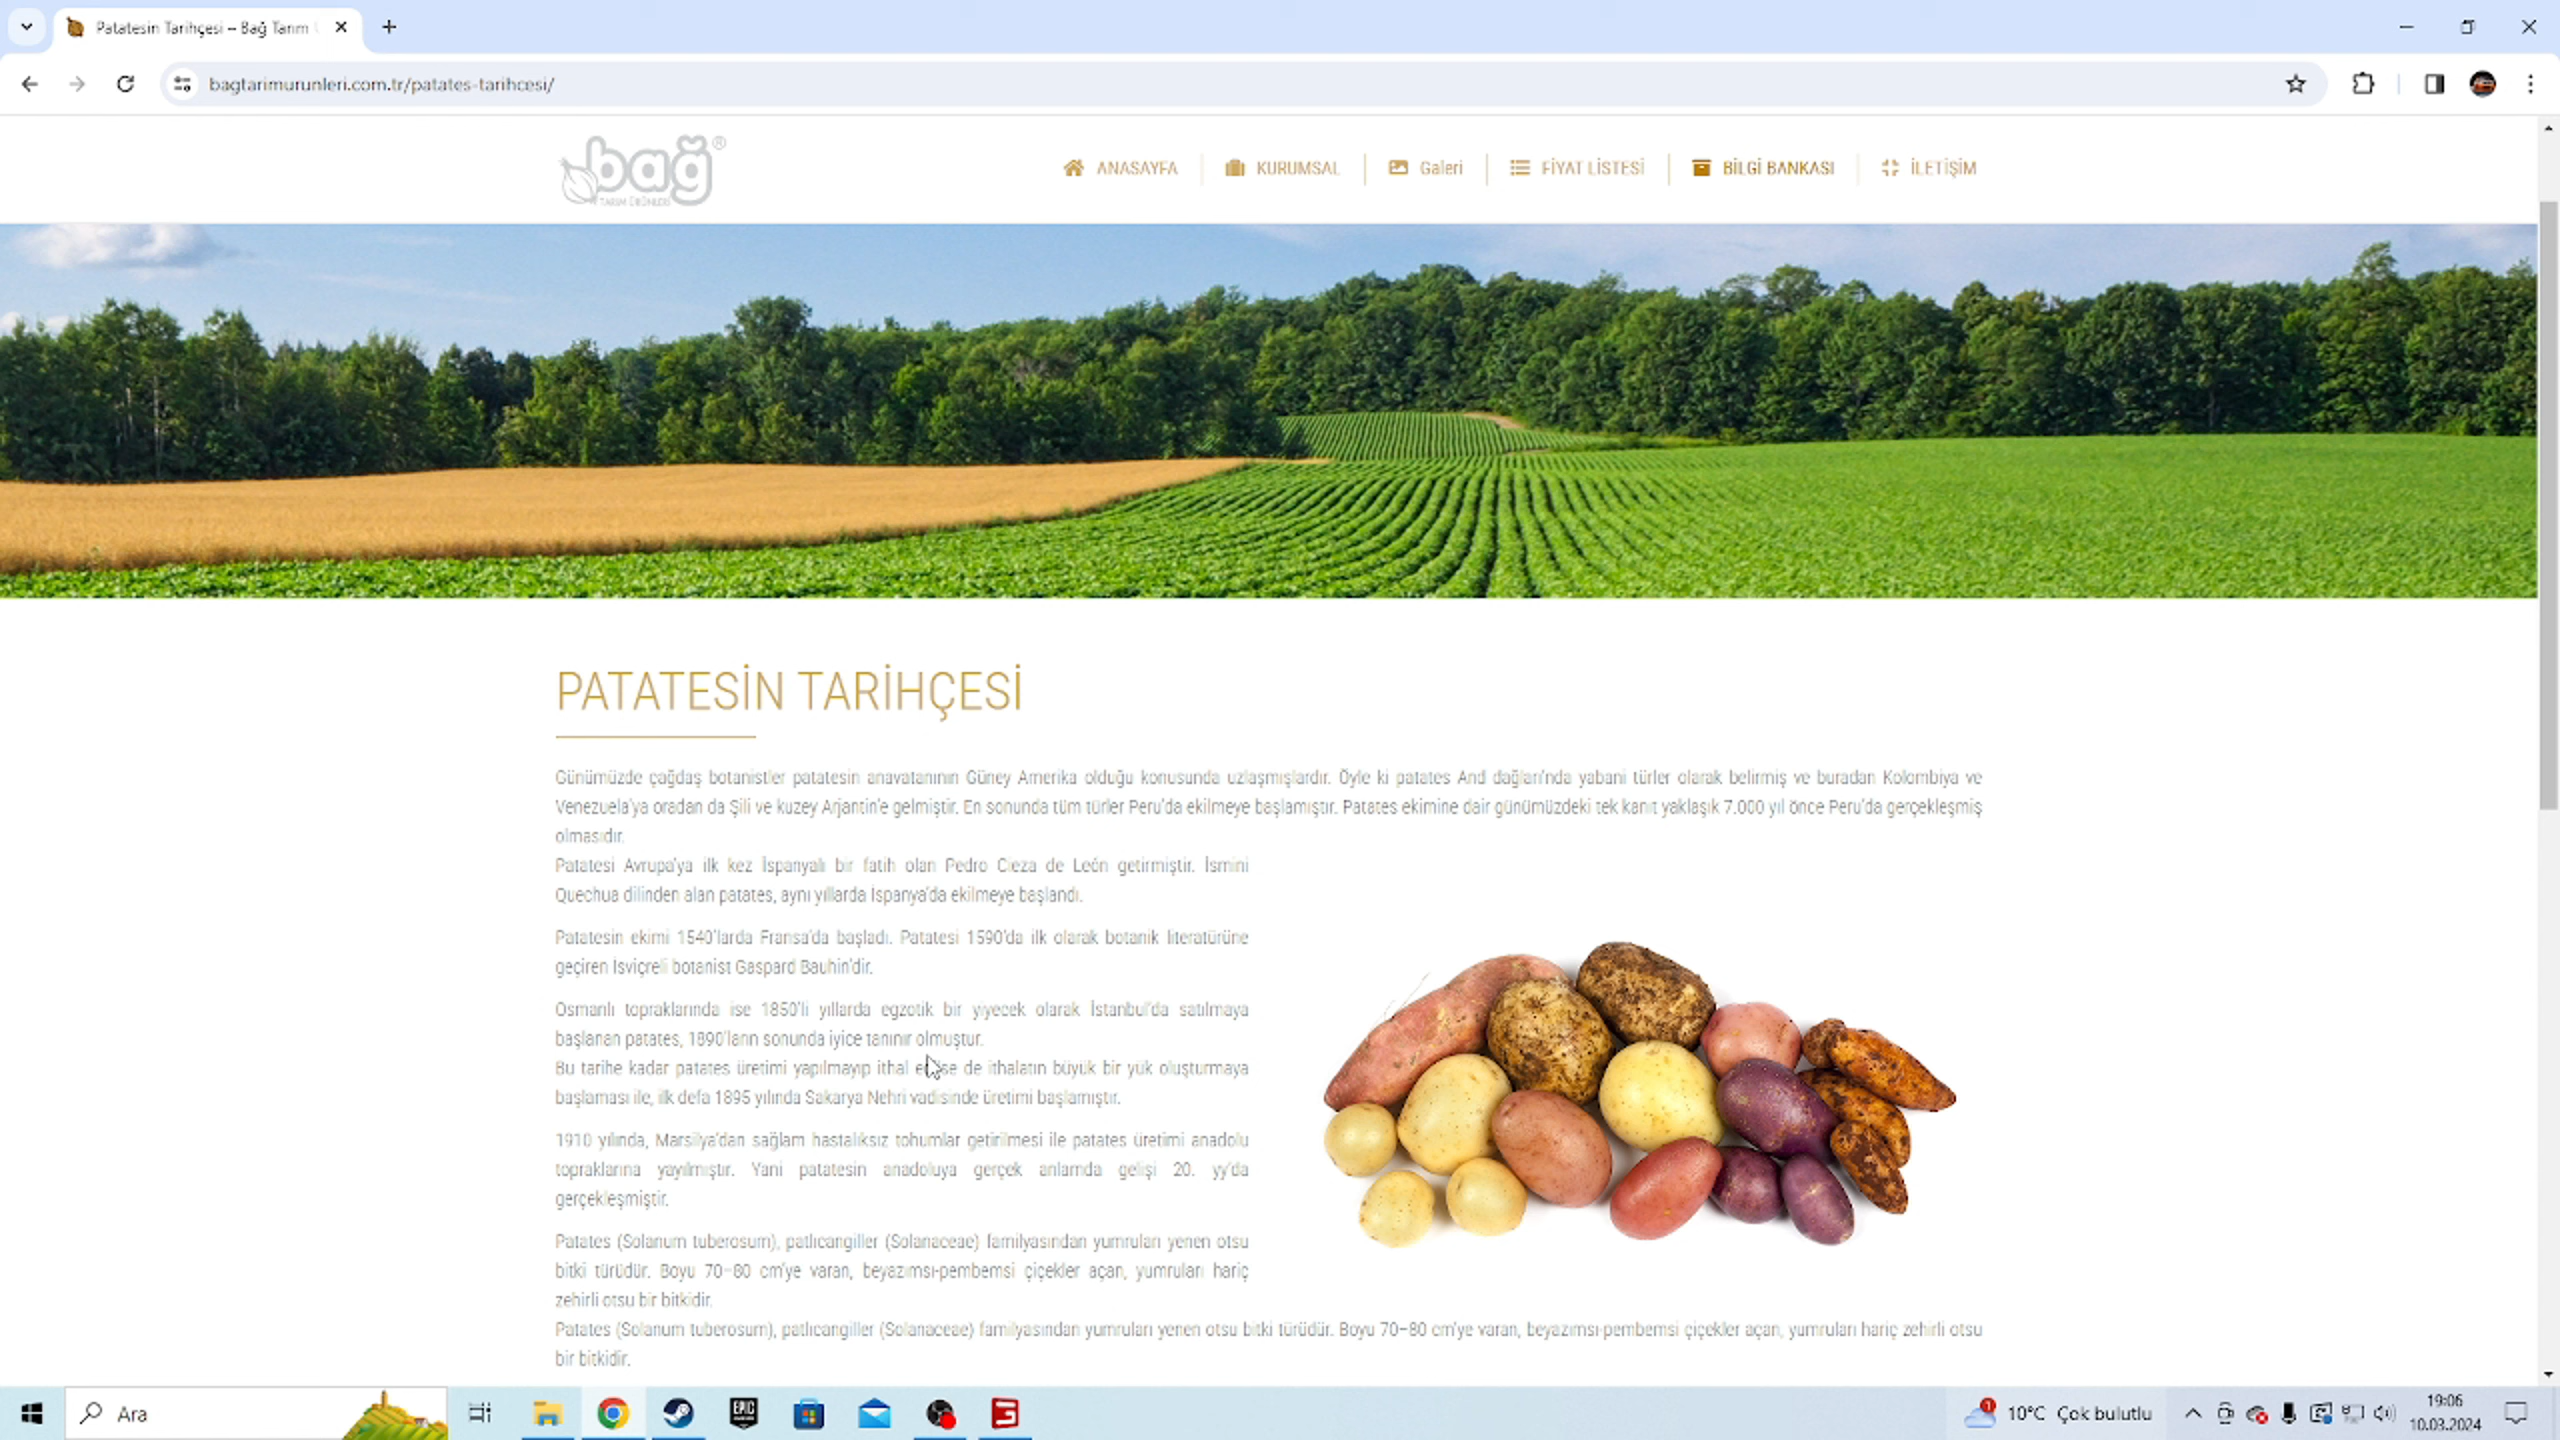 Patatesin Tarihçesi – Bağ Tarım
bagtarimurunleri.com.tr/patates-tarihcesi/
bağ®
TARIM ÜRÜNLERİ
ANASAYFA
KURUMSAL
Galeri
FİYAT LİSTESİ
BİLGİ BANKASI
İLETİŞİM
PATATESİN TARİHÇESİ
Günümüzde çağdaş botanistler patatesin anavatanının Güney Amerika olduğu konusunda uzlaşmışlardır. Öyle ki patates And dağları'nda yabani türler olarak belirmiş ve buradan Kolombiya ve
Venezuela'ya oradan da Şili ve kuzey Arjantin'e gelmiştir. En sonunda tüm türler Peru'da ekilmeye başlamıştır. Patates ekimine dair günümüzdeki tek kanıt yaklaşık 7.000 yıl önce Peru'da gerçekleşmiş
olmasıdır.
Patatesi Avrupa'ya ilk kez İspanyalı bir fatih olan Pedro Cieza de León getirmiştir. İsmini
Quechua dilinden alan patates, aynı yıllarda İspanya'da ekilmeye başlandı.
Patatesin ekimi 1540'larda Fransa'da başladı. Patatesi 1590'da ilk olarak botanik literatürüne
geçiren İsviçreli botanist Gaspard Bauhin'dir.
Osmanlı topraklarında ise 1850'li yıllarda egzotik bir yiyecek olarak İstanbul'da satılmaya
başlanan patates, 1890'ların sonunda iyice tanınır olmuştur.
Bu tarihe kadar patates üretimi yapılmayıp ithal de ithalatın büyük bir yük oluşturmaya
başlaması ile, ilk defa 1895 yılında Sakarya Nehri vadisinde üretimi başlamıştır.
1910 yılında, Marsilya'dan sağlam hastalıksız tohumlar getirilmesi ile patates üretimi anadolu
topraklarına yayılmıştır. Yani patatesin anadoluya gerçek anlamda gelişi 20. yy'da
gerçekleşmiştir.
Patates (Solanum tuberosum), patlıcangiller (Solanaceae) familyasından yumruları yenen otsu
bitki türüdür. Boyu 70–80 cm'ye varan, beyazımsı-pembemsi çiçekler açan, yumruları hariç
zehirli otsu bir bitkidir.
Patates (Solanum tuberosum), patlıcangiller (Solanaceae) familyasından yumruları yenen otsu bitki türüdür. Boyu 70–80 cm'ye varan, beyazımsı-pembemsi çiçekler açan, yumruları hariç zehirli otsu
bir bitkidir.
Ara
EPIC
1
10°C Çok bulutlu
19:06
10.03.2024